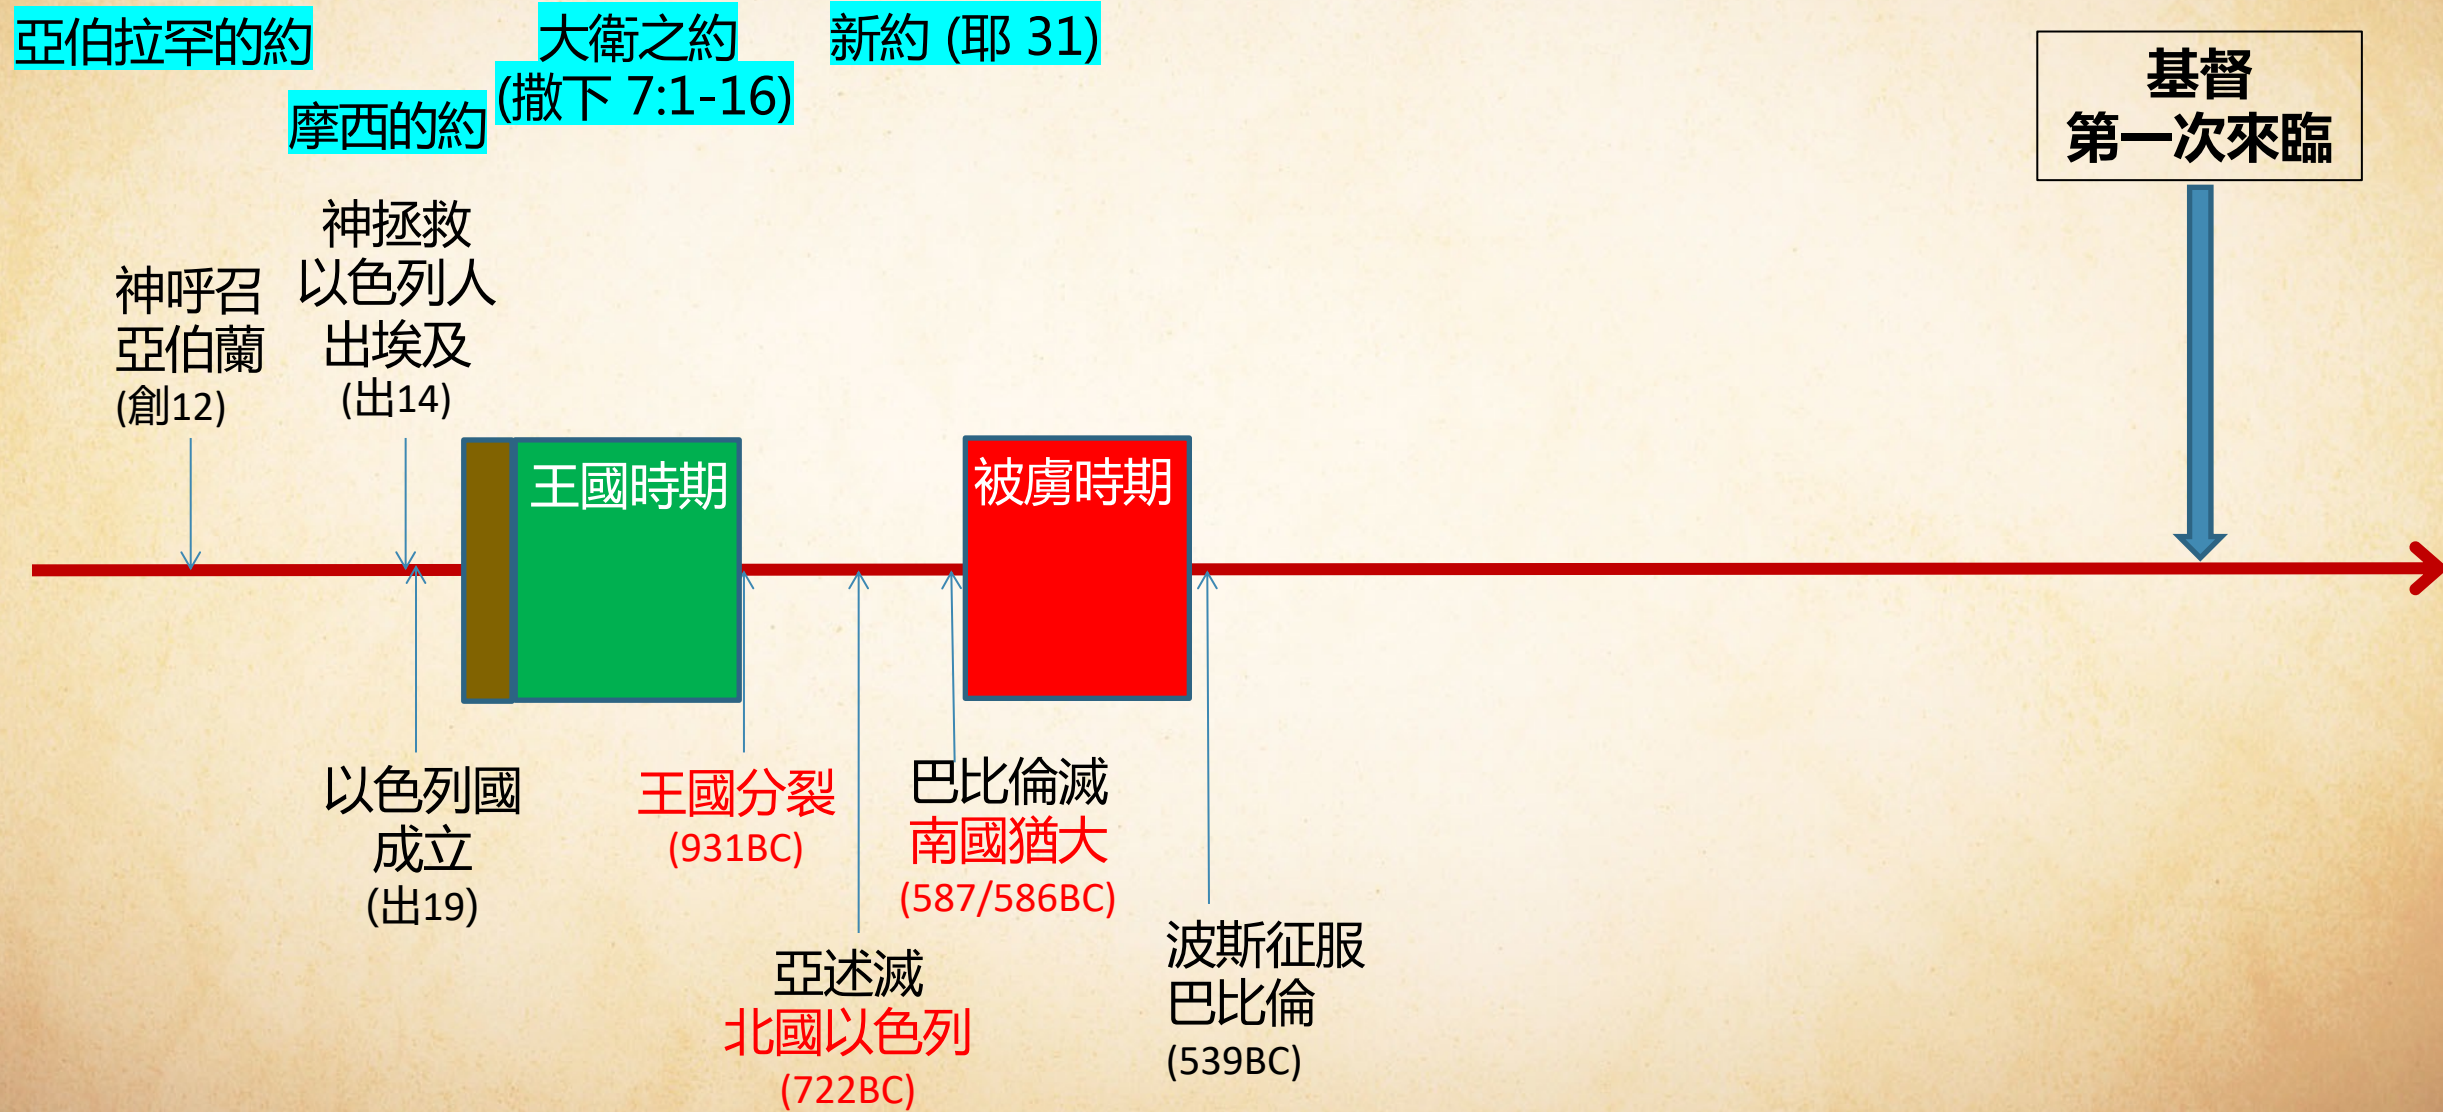 亞伯拉罕的約
大衛之約
(撒下 7:1-16)
新約 (耶 31)
摩西的約
基督
第一次來臨
神呼召
亞伯蘭
(創12)
神拯救
以色列人
出埃及
(出14)
王國時期
被虜時期
以色列國
成立
(出19)
王國分裂
(931BC)
亞述滅
北國以色列
(722BC)
巴比倫滅
南國猶大
(587/586BC)
波斯征服
巴比倫
(539BC)